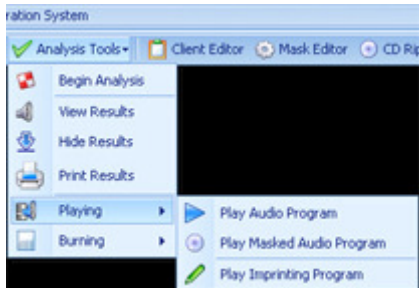 ration System
Analysis Tools Client Editor Mask Editor CD Rip
Begin Analysis
View Results
Hide Results
Print Results
Playing
Burning
Play Audio Program
Play Masked Audio Program
Play Imprinting Program